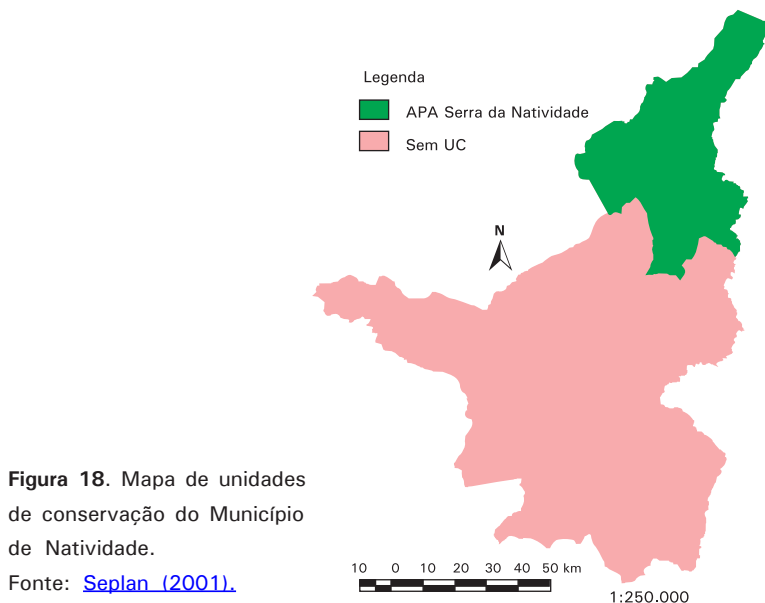 Legenda
APA Serra da Natividade
Sem UC
N
Figura 18. Mapa de unidades
de conservação do Município
de Natividade.
Fonte: Seplan (2001).
10 0 10 20 30 40 50 km
1:250.000